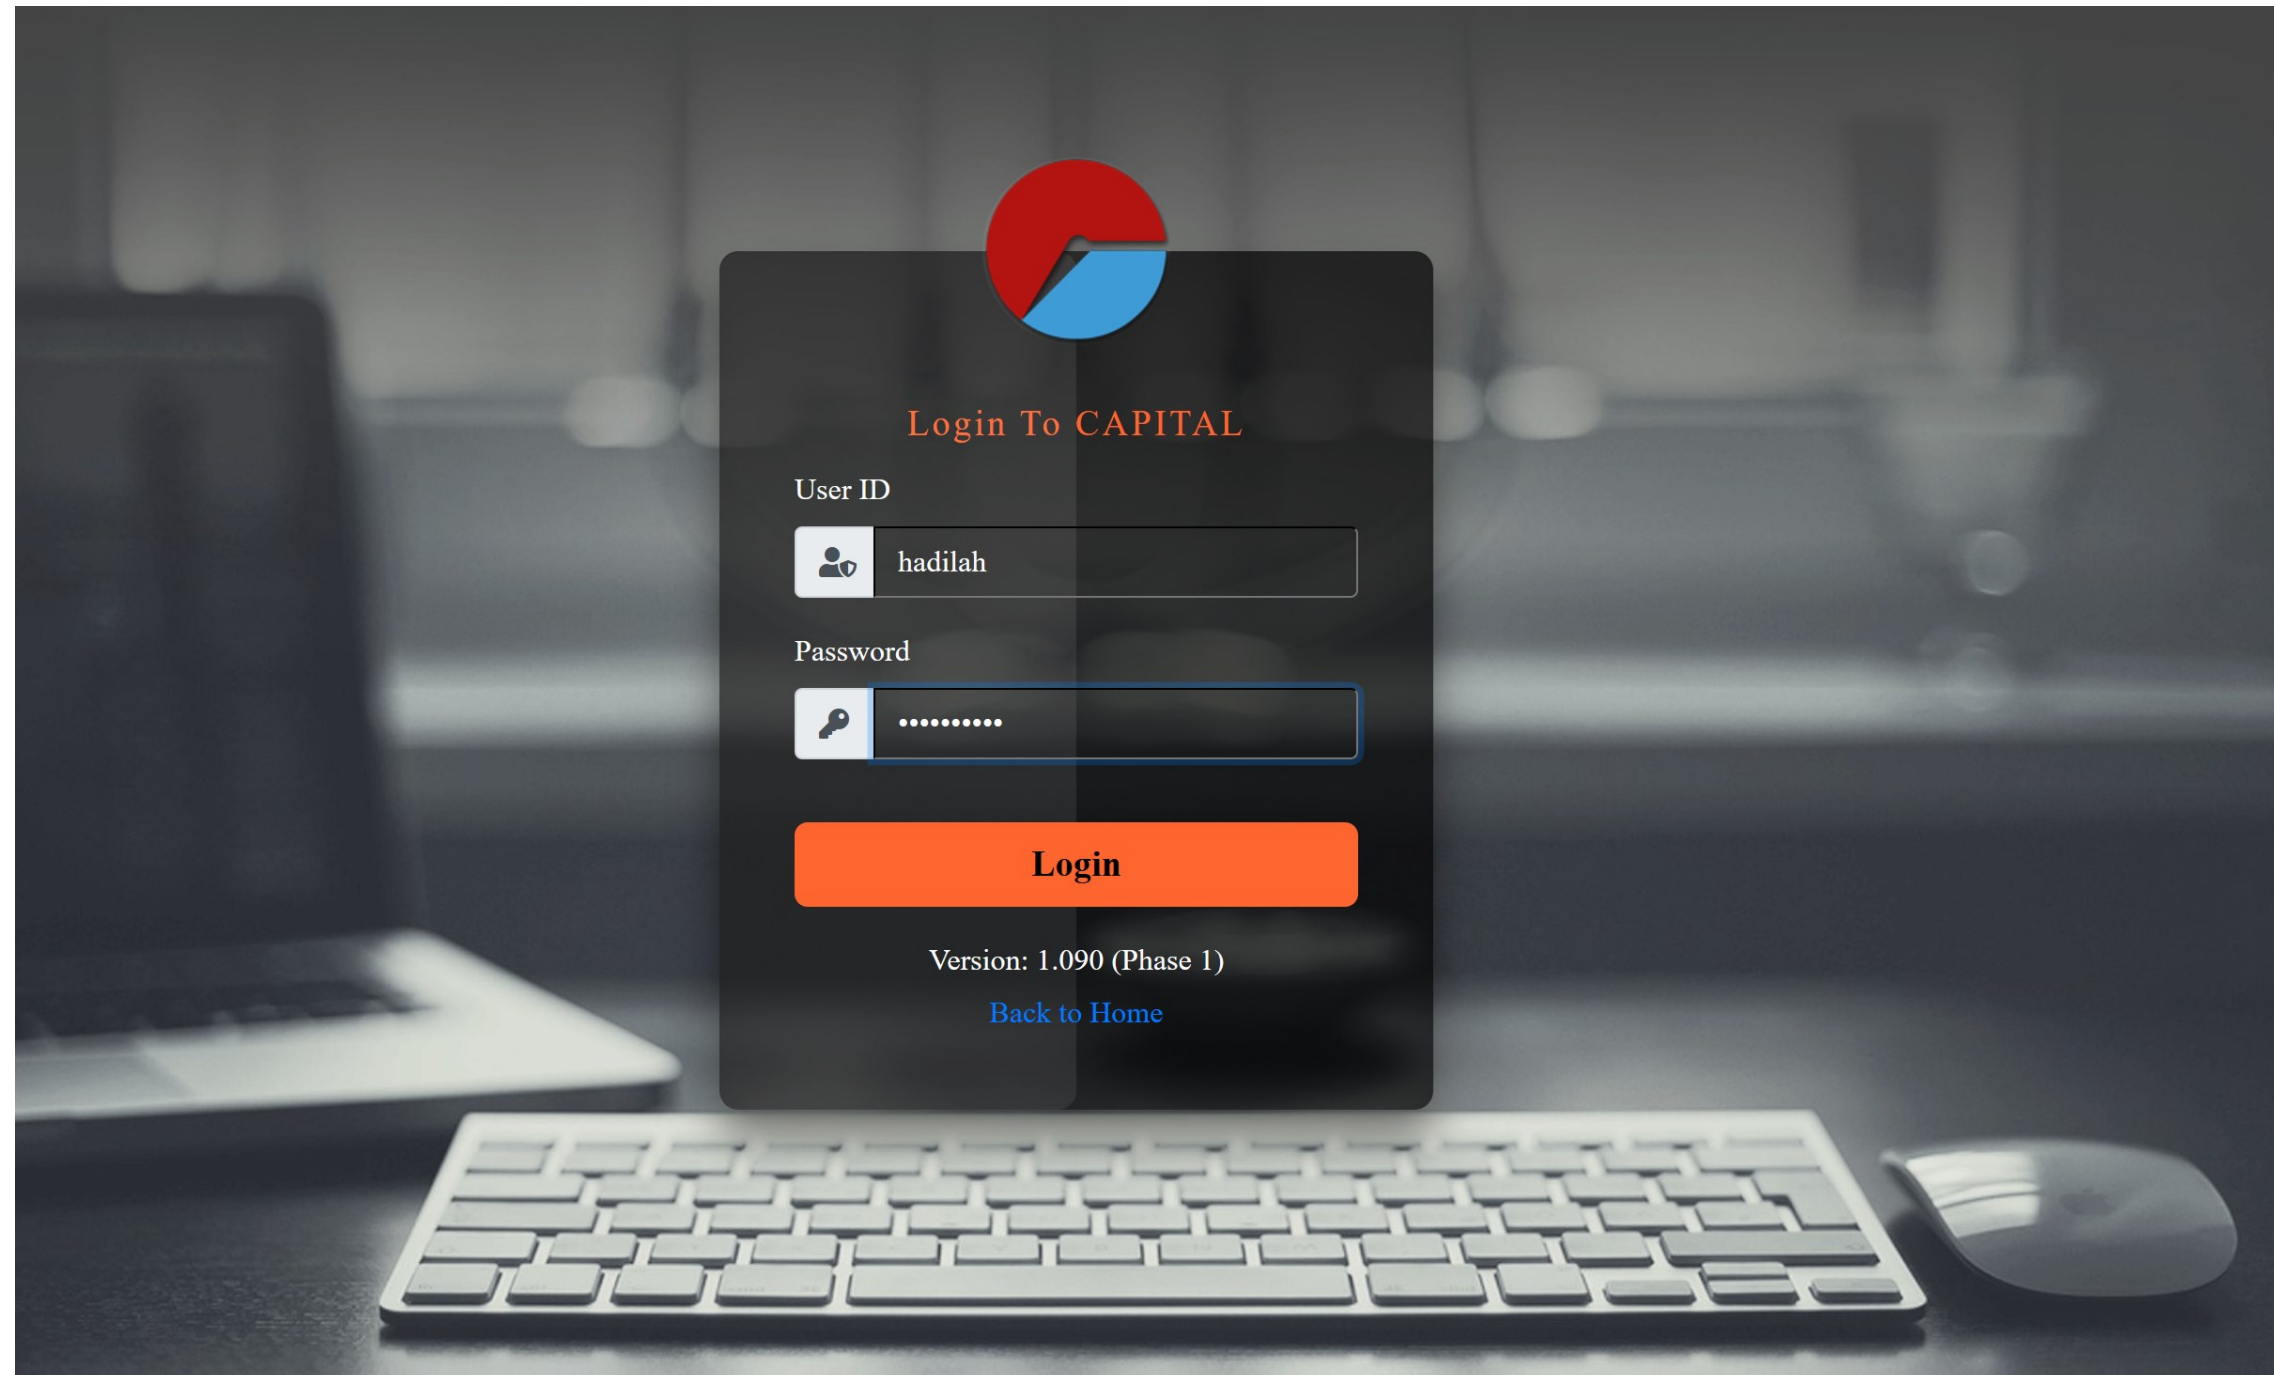 Login To CAPITAL
User ID
hadilah
Password
••••••••••
Login
Version: 1.090 (Phase 1)
Back to Home